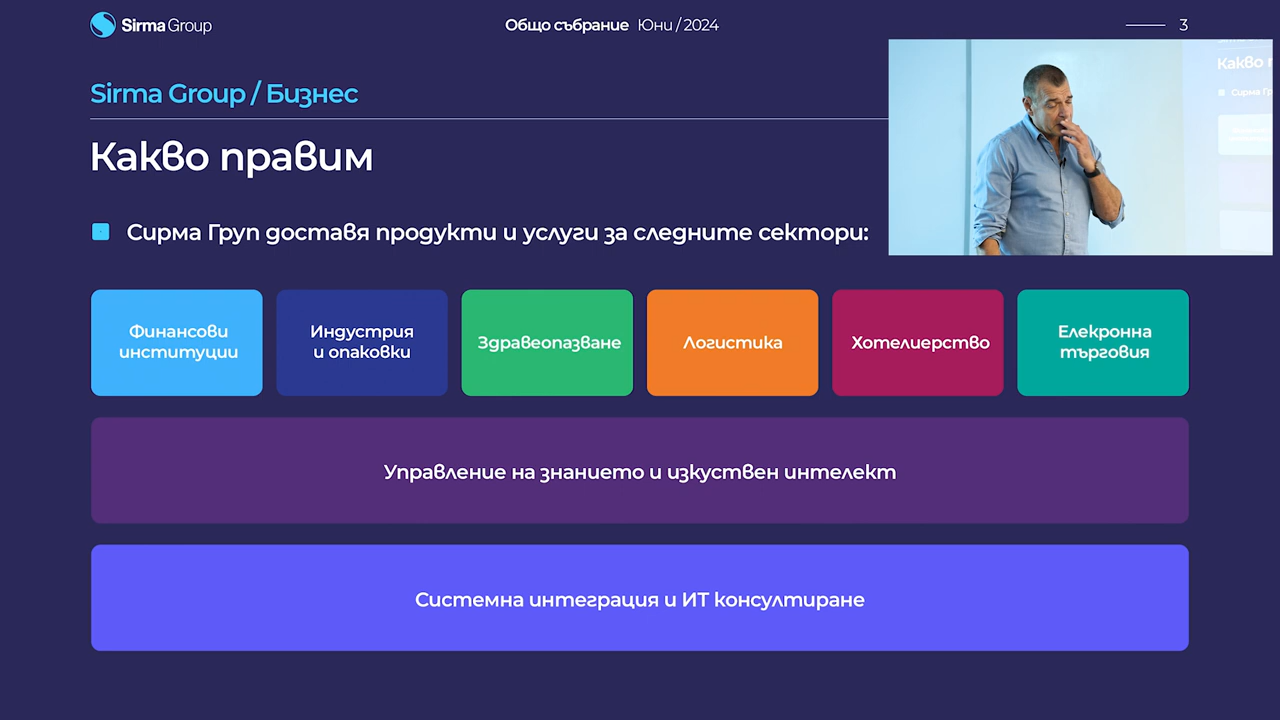 Sirma Group
Общо събрание Юни / 2024
3
Sirma Group / Бизнес
Какво правим
Сирма Груп доставя продукти и услуги за следните сектори:
Финансови
институции
Индустрия
и опаковки
Здравеопазване
Логистика
Хотелиерство
Елекронна
търговия
Управление на знанието и изкуствен интелект
Системна интеграция и ИТ консултиране
Какво
Сирма